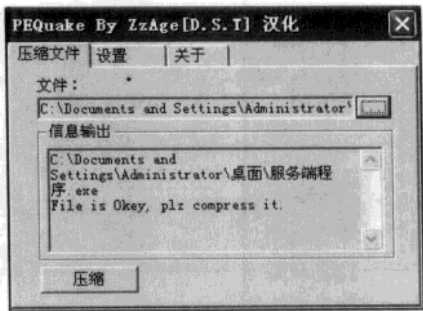 PEQuake By ZzAge[D.S.T] 汉化
压缩文件 设置 关于
文件：
C:\Documents and Settings\Administrator\ ...
信息输出
C:\Documents and
Settings\Administrator\桌面\服务端程
序.exe
File is Okey, plz compress it.
压缩